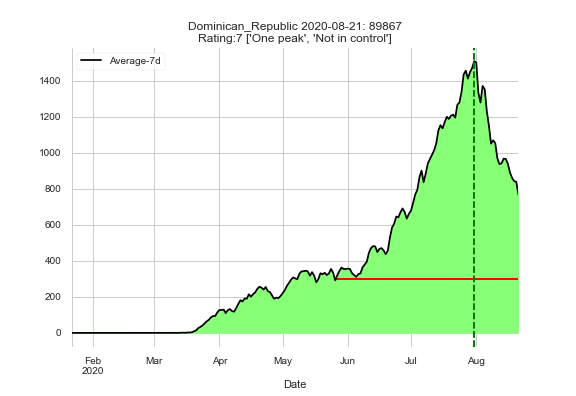 Dominican_Republic 2020-08-21: 89867
Rating:7 ['One peak', 'Not in control']
Average-7d
1400
1200
1000
800
600
400
200
0
Feb Mar Apr May Jun Jul Aug
2020
Date